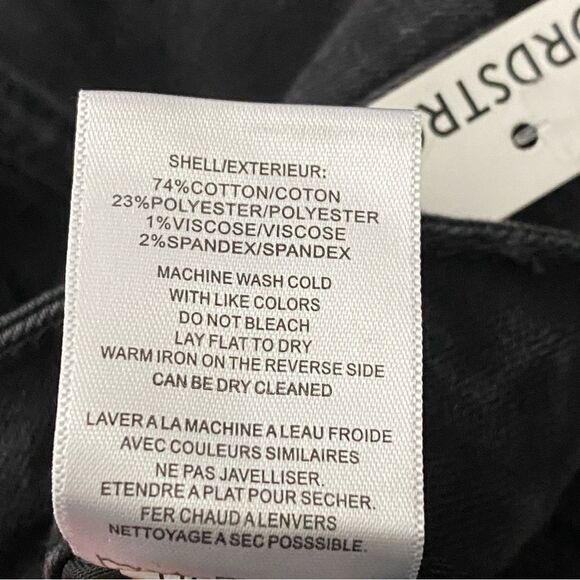 ORDSTR
SHELL/EXTERIEUR:
74%COTTON/COTON
23%POLYESTER/POLYESTER
1%VISCOSE/VISCOSE
2%SPANDEX/SPANDEX
MACHINE WASH COLD
WITH LIKE COLORS
DO NOT BLEACH
LAY FLAT TO DRY
WARM IRON ON THE REVERSE SIDE
CAN BE DRY CLEANED
LAVER A LA MACHINE A LEAU FROIDE
AVEC COULEURS SIMILAIRES
NE PAS JAVELLISER.
ETENDRE A PLAT POUR SECHER.
FER CHAUD A LENVERS
NETTOYAGE A SEC POSSSIBLE.